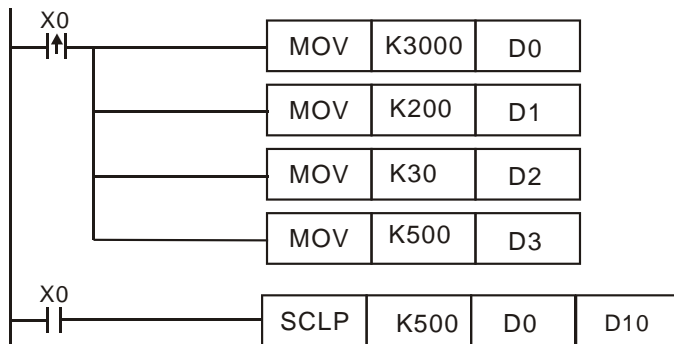 X0
MOV K3000 D0
MOV K200 D1
MOV K30 D2
MOV K500 D3
X0
SCLP K500 D0 D10